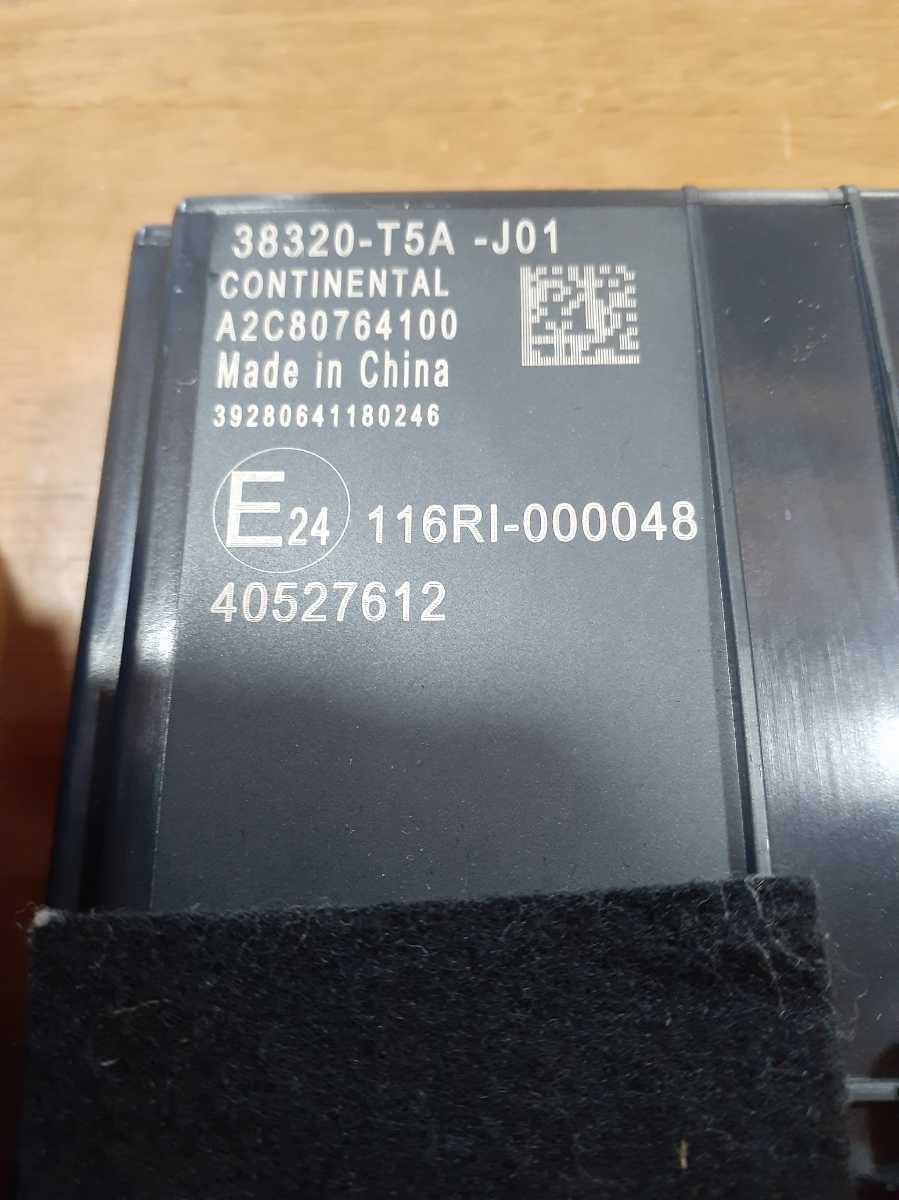 38320-T5A -J01
CONTINENTAL
A2C80764100
Made in China
39280641180246
E24 116RI-000048
40527612